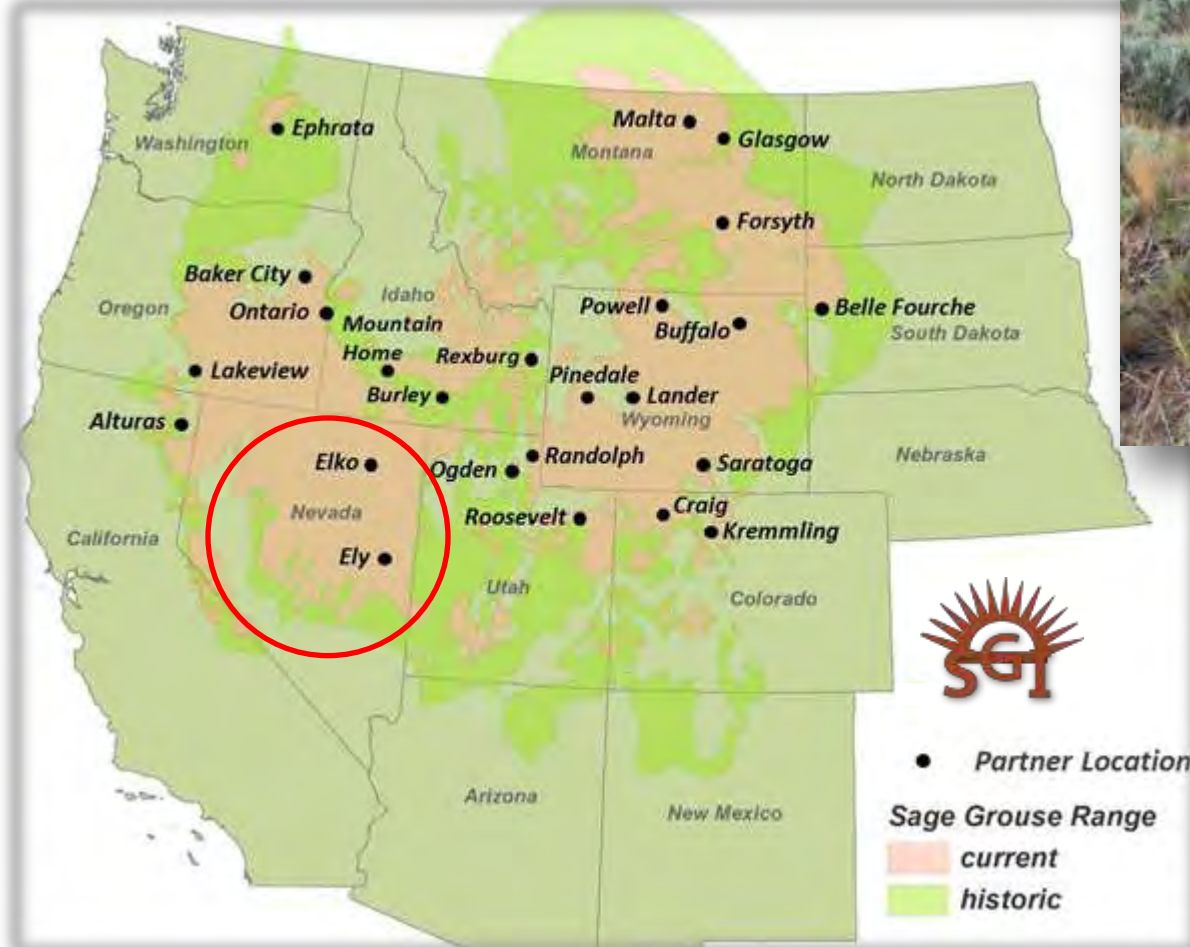 Ephrata
Washington
Malta
Glasgow
Montana
North Dakota
Forsyth
Baker City
Idaho
Oregon
Ontario
Mountain
Home
Powell
Buffalo
Belle Fourche
South Dakota
Lakeview
Rexburg
Pinedale
Burley
Lander
Wyoming
Alturas
Elko
Ogden
Randolph
Saratoga
Nebraska
Nevada
California
Roosevelt
Craig
Kremmling
Ely
Utah
Colorado
SGI
Partner Location
Arizona
New Mexico
Sage Grouse Range
current
historic